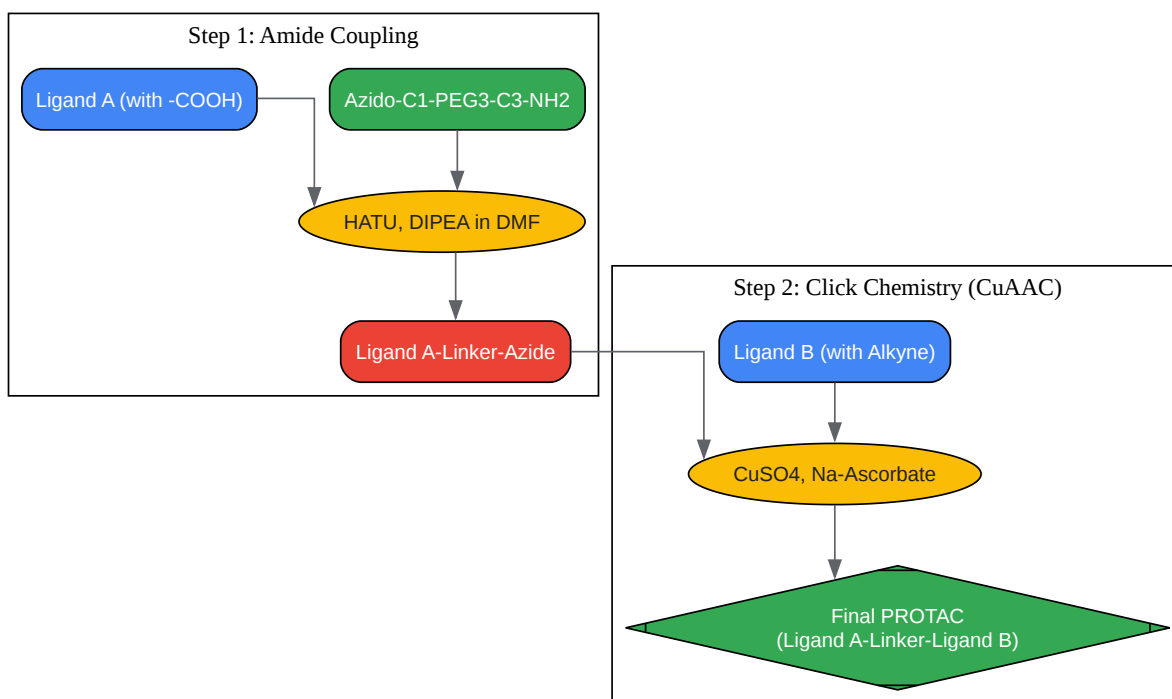 Step 1: Amide Coupling
Ligand A (with -COOH)
Azido-C1-PEG3-C3-NH2
HATU, DIPEA in DMF
Ligand A-Linker-Azide
Step 2: Click Chemistry (CuAAC)
Ligand B (with Alkyne)
CuSO4, Na-Ascorbate
Final PROTAC
(Ligand A-Linker-Ligand B)